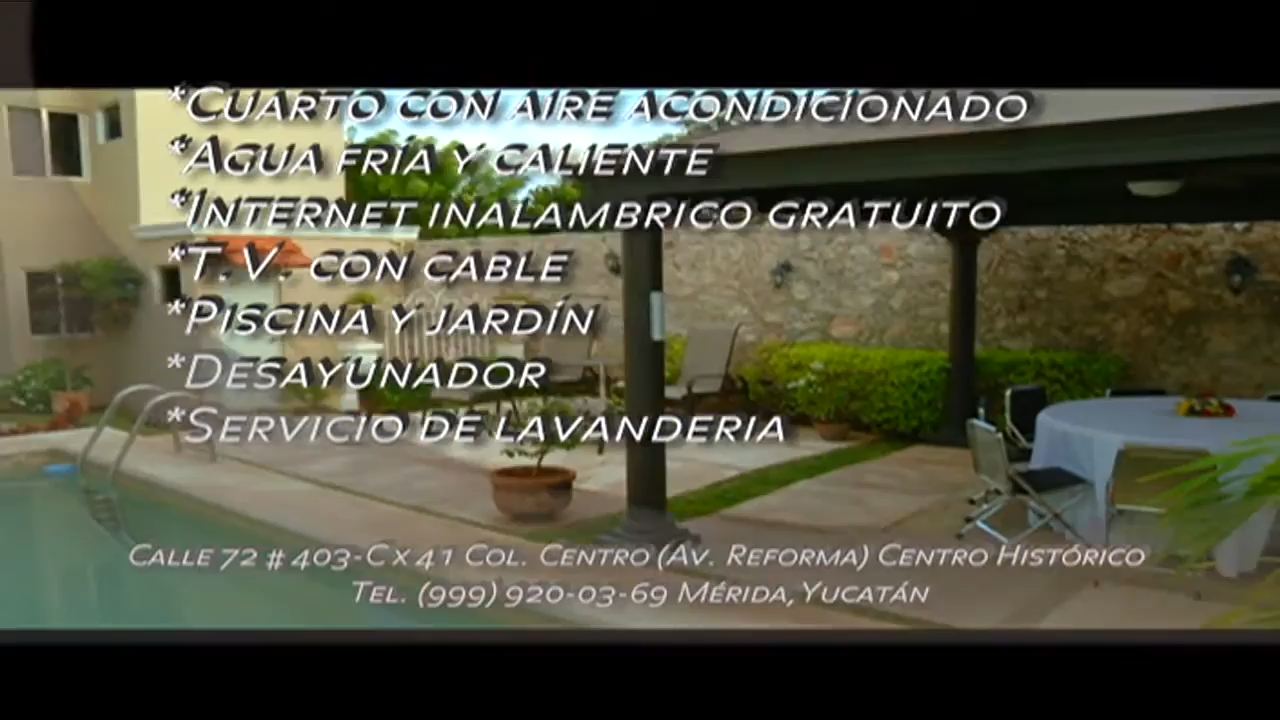 *CUARTO CON AIRE ACONDICIONADO
*AGUA FRÍA Y CALIENTE
*INTERNET INALAMBRICO GRATUITO
*T.V. CON CABLE
*PISCINA Y JARDÍN
*DESAYUNADOR
*SERVICIO DE LAVANDERIA
CALLE 72 # 403-C X 41 COL. CENTRO (AV. REFORMA) CENTRO HISTÓRICO
TEL. (999) 920-03-69 MÉRIDA, YUCATÁN